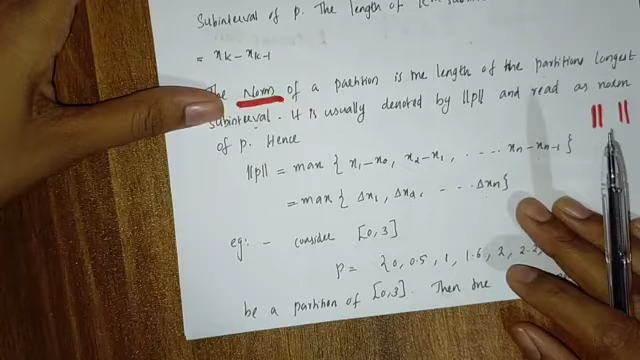 Subinterval of P. The length of
= xk - xk-1
The Norm of a partition is the length of the partitions longest
subinterval. It is usually denoted by ||p|| and read as norm
of p. Hence
|| ||
||p|| = max { x1-x0, x2-x1, ...... xn-xn-1 }
= max { Δx1, Δx2, - ... Δxn }
eg: - consider [0,3]
p = {0, 0.5, 1, 1.6, 2, 2.2
be a partition of [0,3]. Then